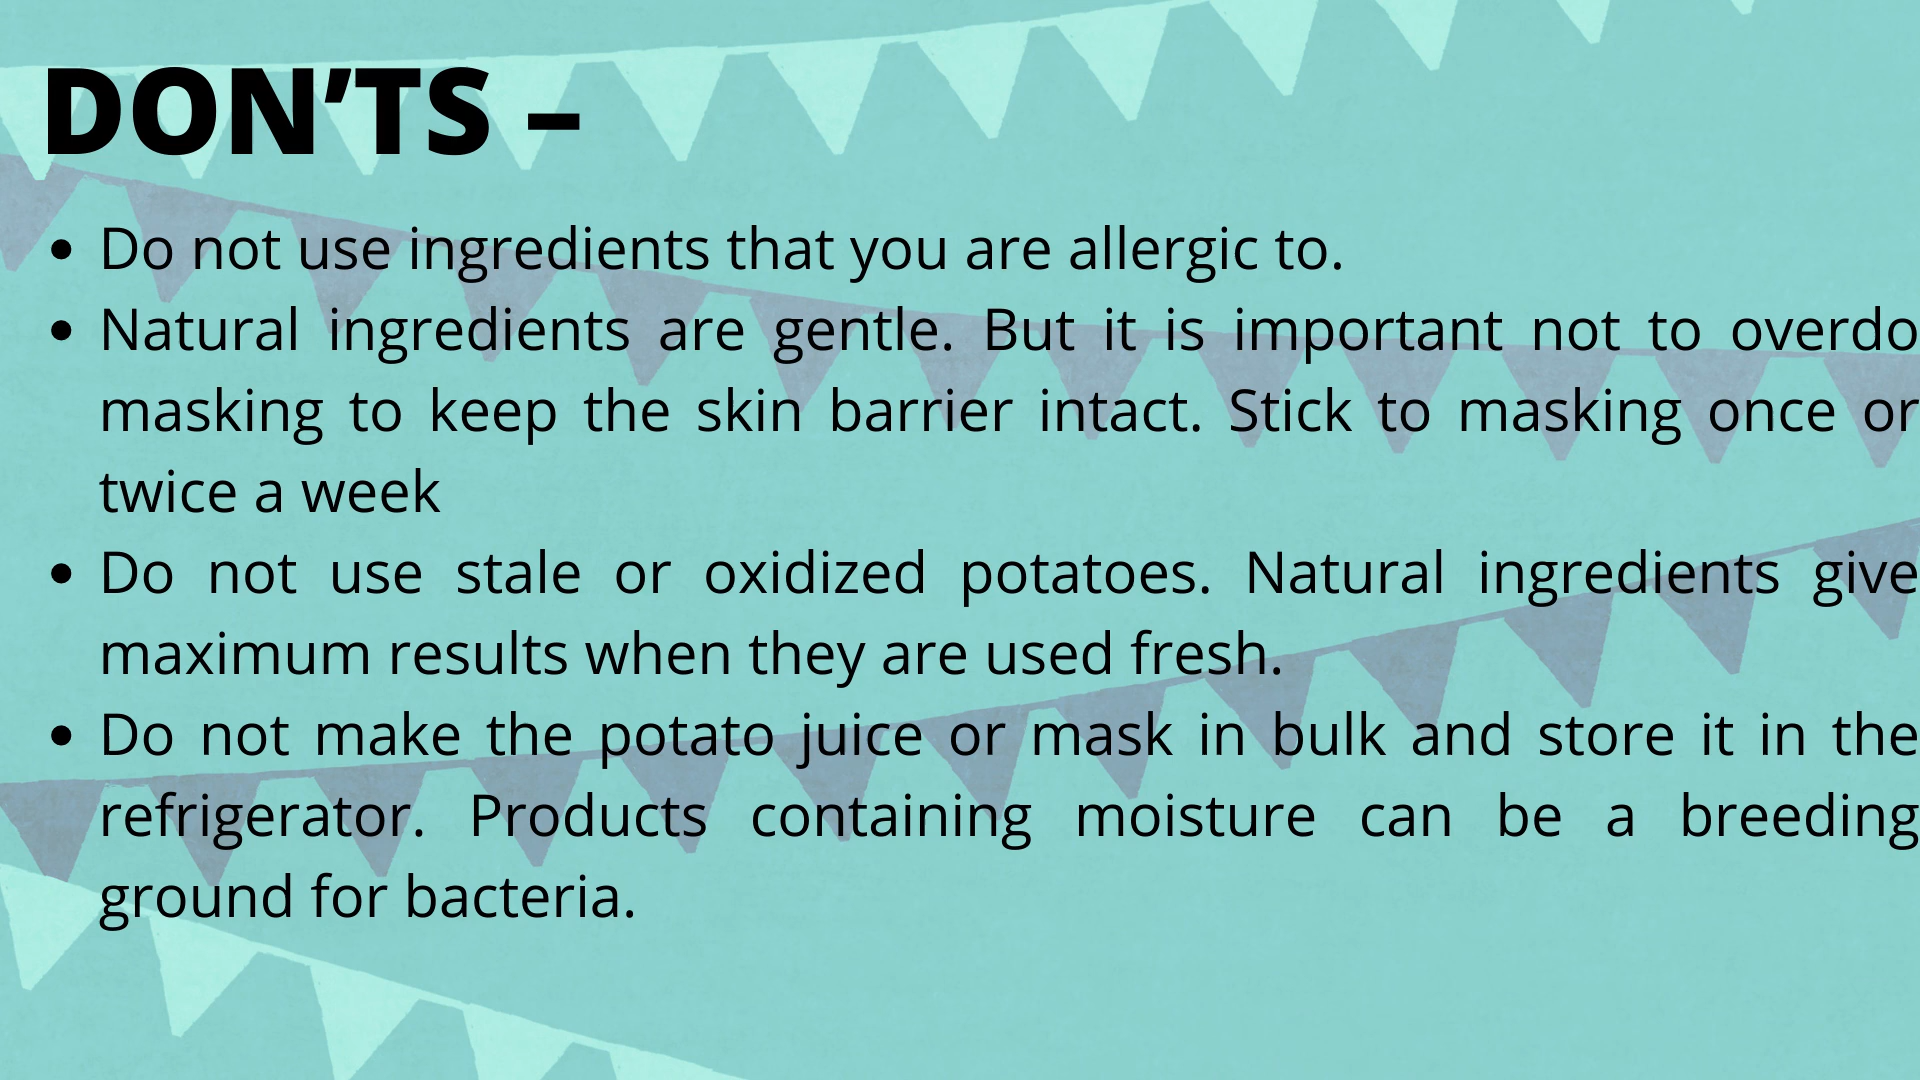 DON’TS –
• Do not use ingredients that you are allergic to.
• Natural ingredients are gentle. But it is important not to overdo
masking to keep the skin barrier intact. Stick to masking once or
twice a week
• Do not use stale or oxidized potatoes. Natural ingredients give
maximum results when they are used fresh.
• Do not make the potato juice or mask in bulk and store it in the
refrigerator. Products containing moisture can be a breeding
ground for bacteria.